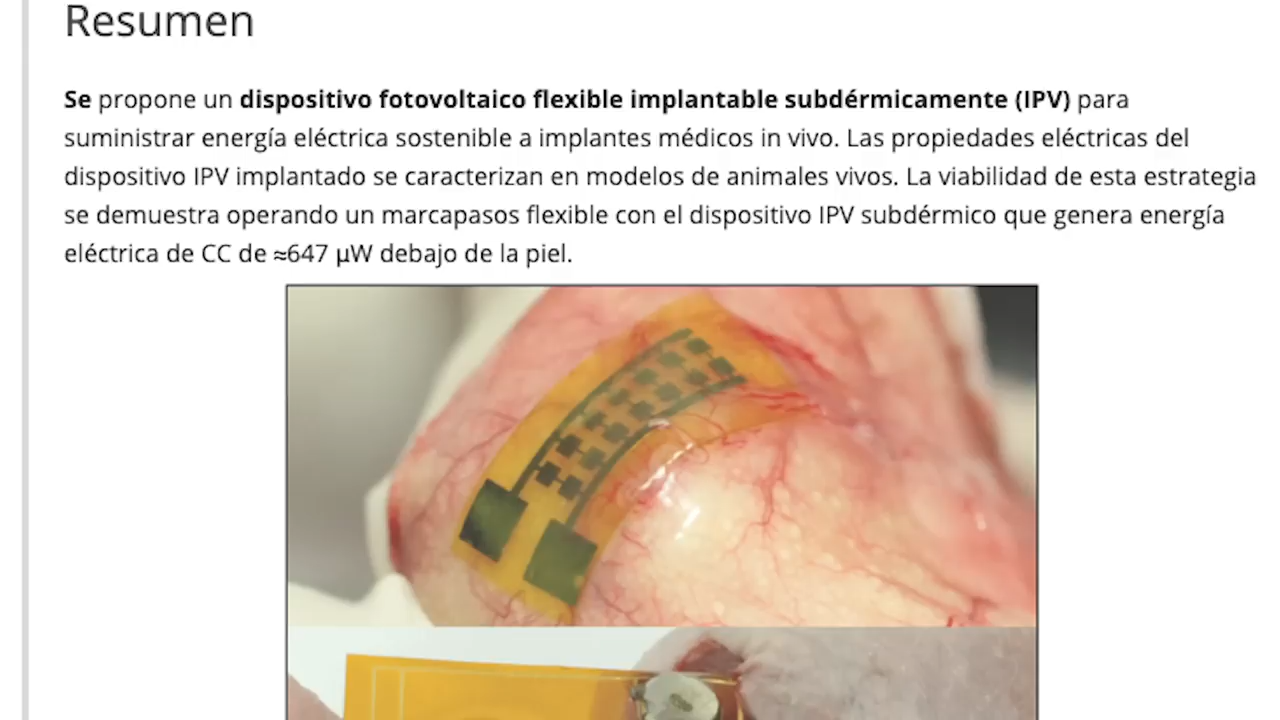 Resumen
Se propone un dispositivo fotovoltaico flexible implantable subdérmicamente (IPV) para
suministrar energía eléctrica sostenible a implantes médicos in vivo. Las propiedades eléctricas del
dispositivo IPV implantado se caracterizan en modelos de animales vivos. La viabilidad de esta estrategia
se demuestra operando un marcapasos flexible con el dispositivo IPV subdérmico que genera energía
eléctrica de CC de ≈647 μW debajo de la piel.